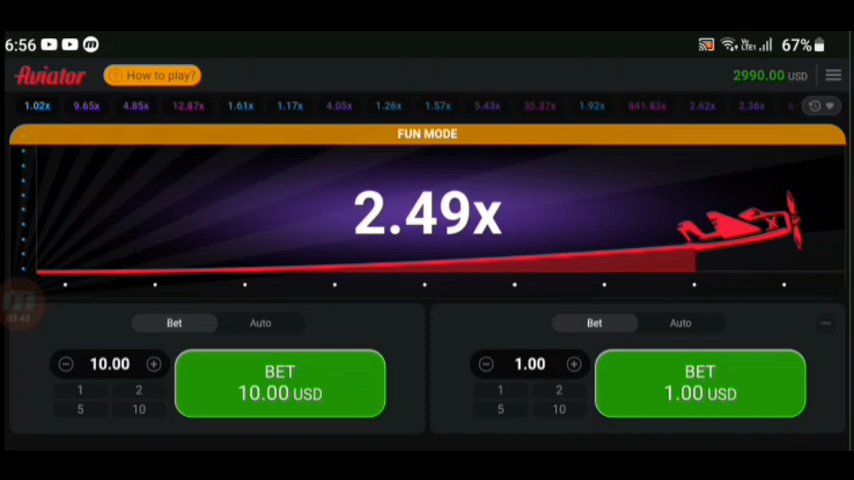 6:56 67%
Aviator ? How to play? 2990.00 USD
1.02x 9.65x 4.85x 12.87x 1.61x 1.17x 4.05x 1.26x 1.57x 5.43x 35.37x 1.92x 841.83x 2.62x 2.36x
FUN MODE
2.49x
03:43
Bet Auto
10.00
1 2
5 10
BET
10.00 USD
Bet Auto
1.00
1 2
5 10
BET
1.00 USD